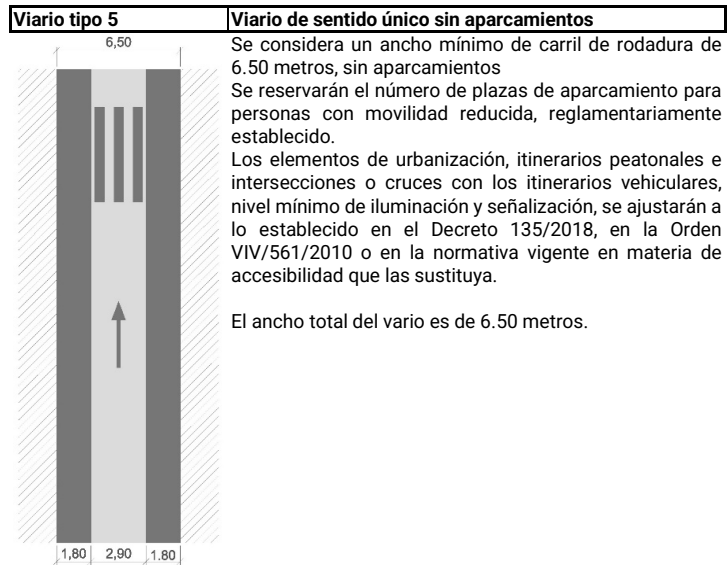 Viario tipo 5
Viario de sentido único sin aparcamientos
6,50
Se considera un ancho mínimo de carril de rodadura de
6.50 metros, sin aparcamientos
Se reservarán el número de plazas de aparcamiento para
personas con movilidad reducida, reglamentariamente
establecido.
Los elementos de urbanización, itinerarios peatonales e
intersecciones o cruces con los itinerarios vehiculares,
nivel mínimo de iluminación y señalización, se ajustarán a
lo establecido en el Decreto 135/2018, en la Orden
VIV/561/2010 o en la normativa vigente en materia de
accesibilidad que las sustituya.
El ancho total del vario es de 6.50 metros.
1,80 2,90 1.80